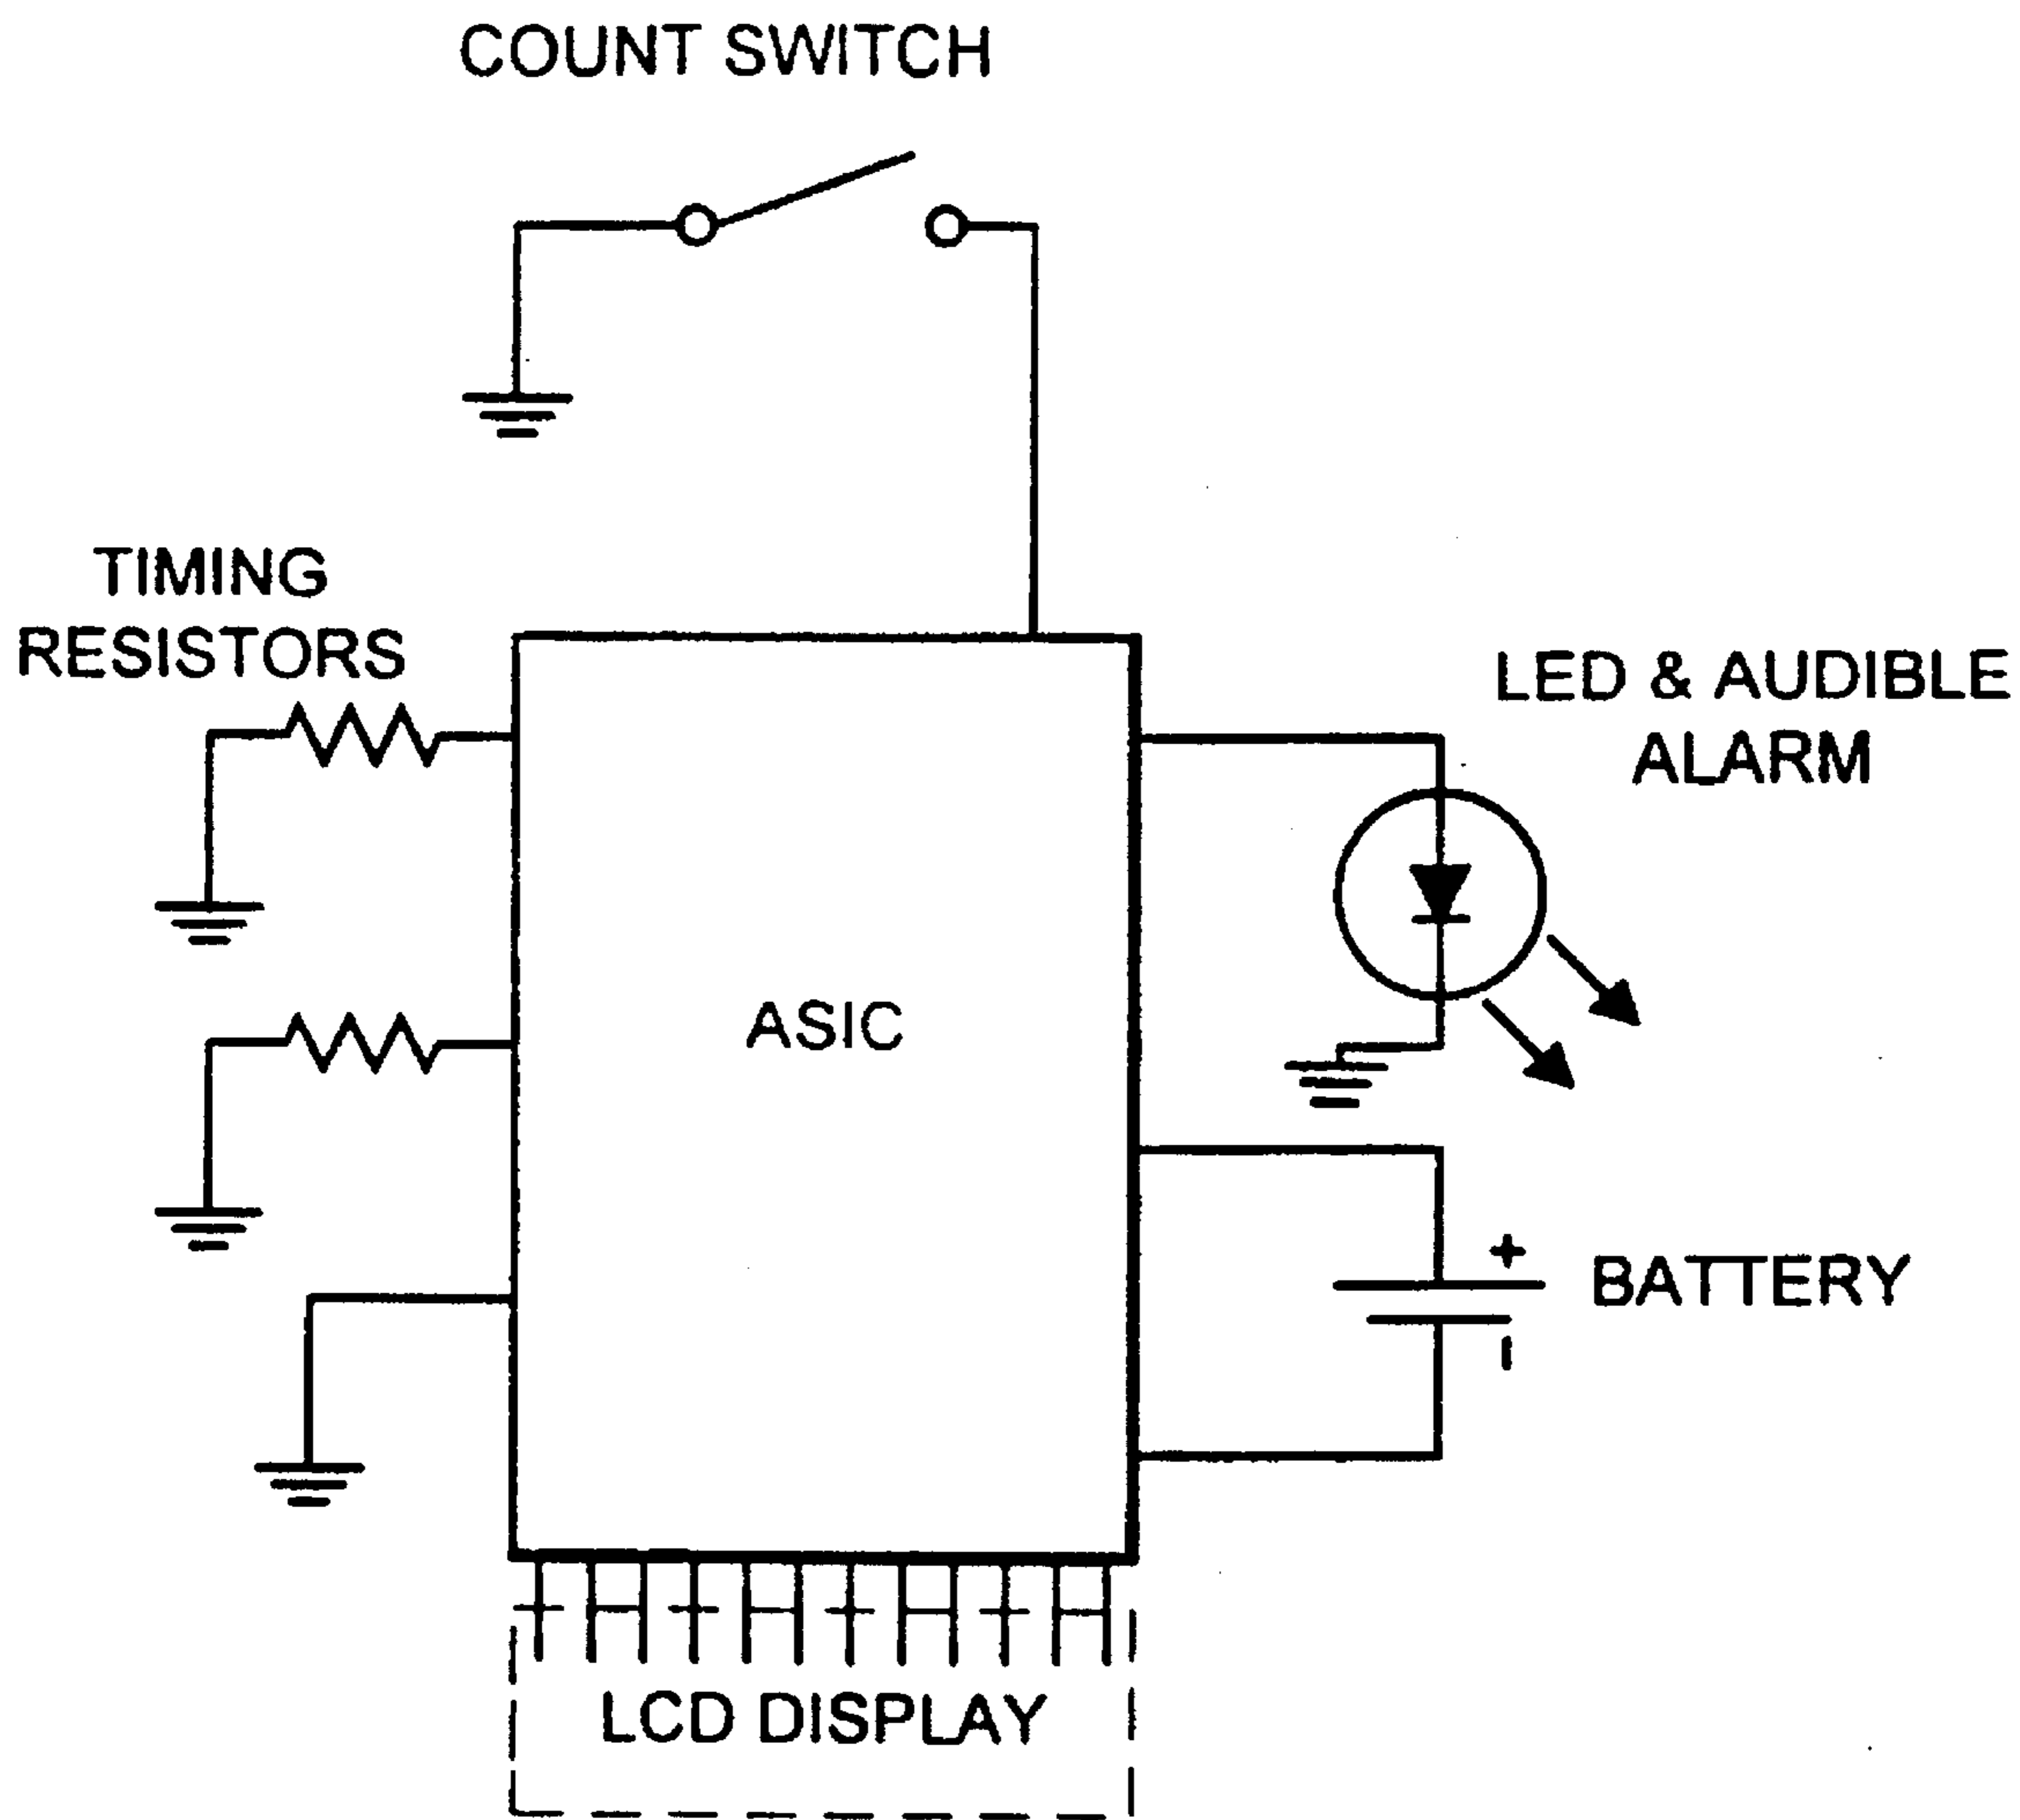 COUNT SWITCH
TIMING
RESISTORS
LED & AUDIBLE
ALARM
ASIC
+
BATTERY
-
LCD DISPLAY